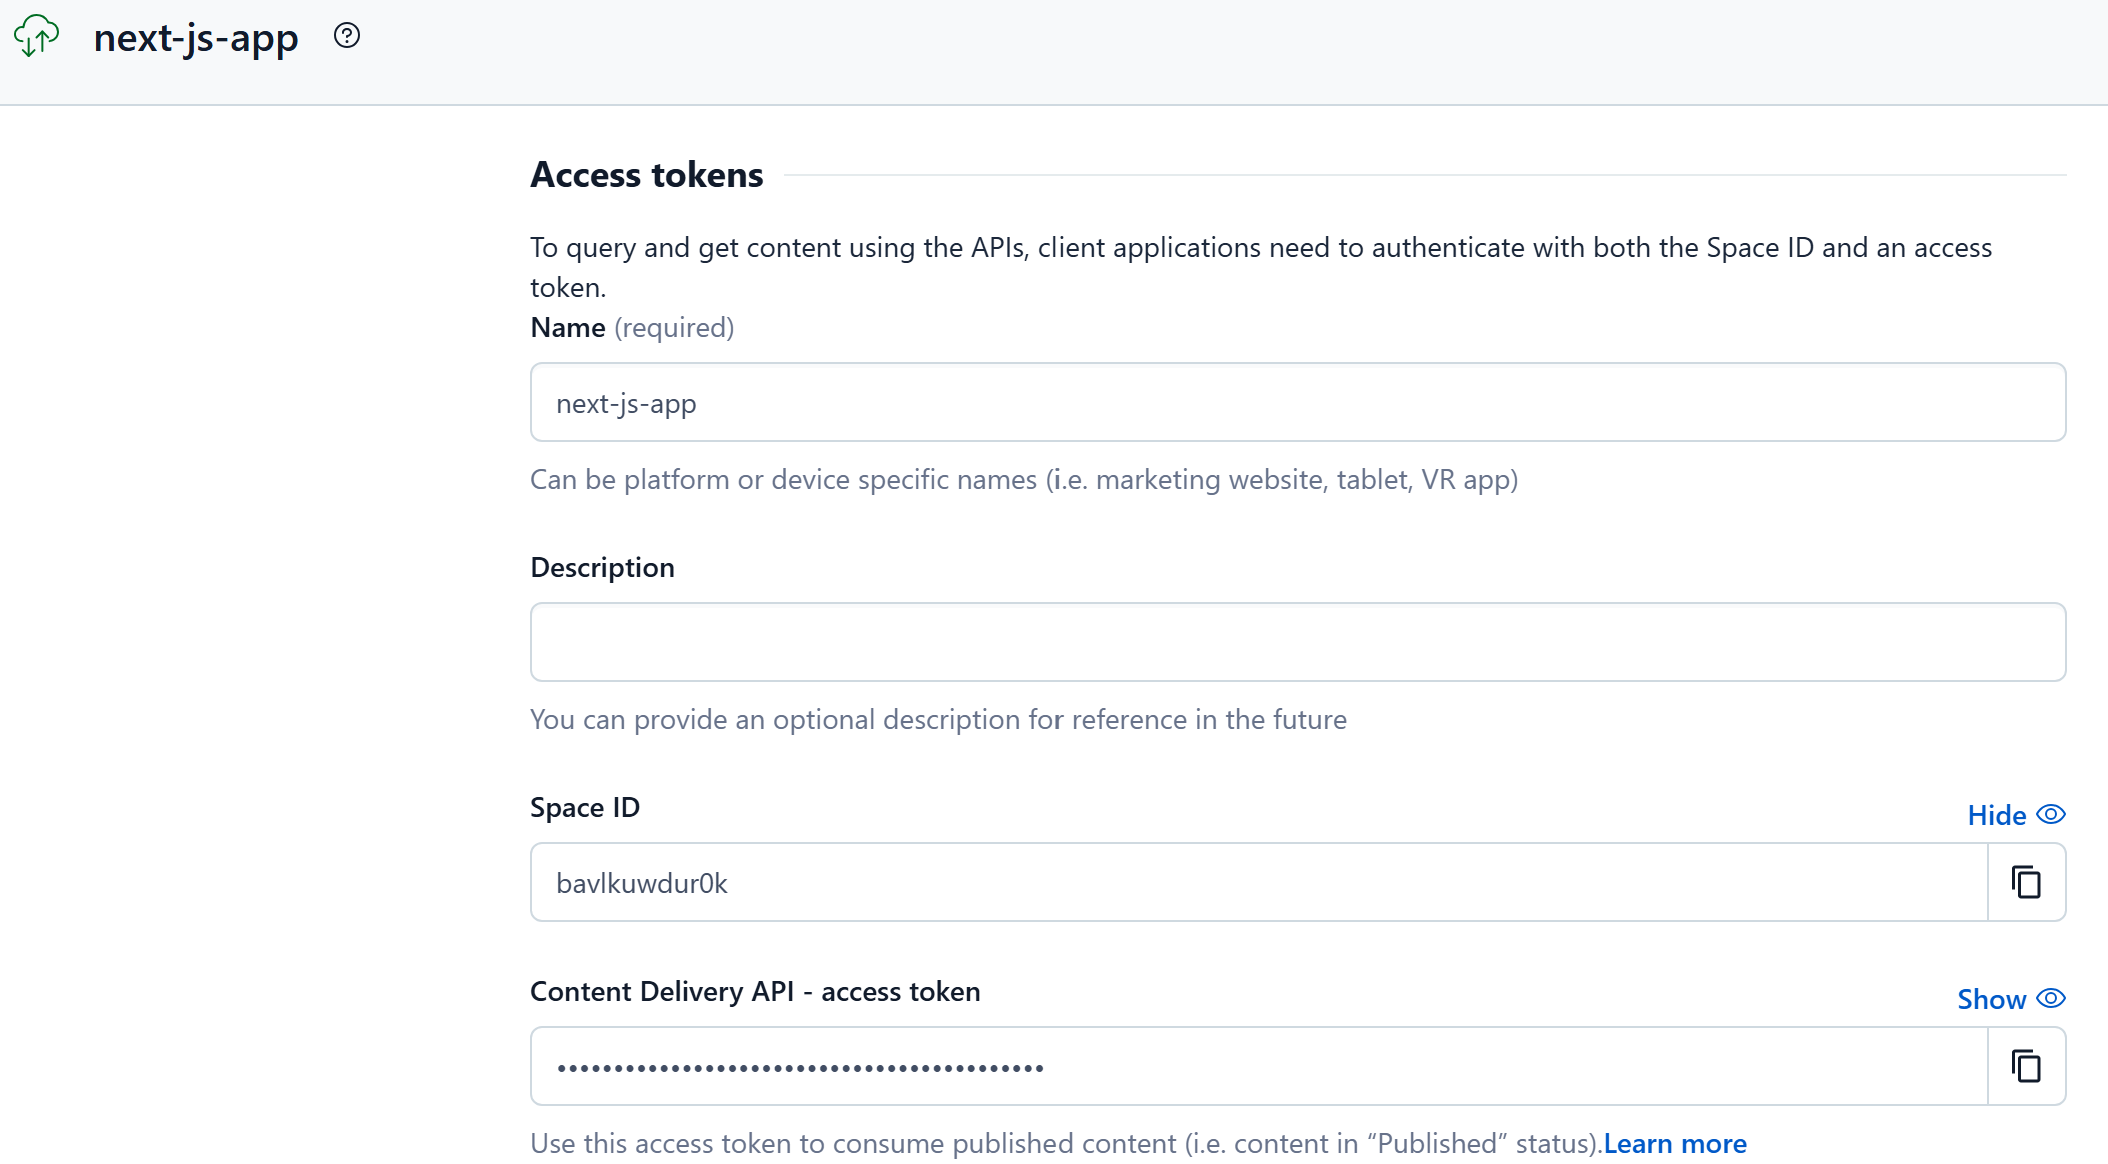 next-js-app
Access tokens
To query and get content using the APIs, client applications need to authenticate with both the Space ID and an access
token.
Name (required)
next-js-app
Can be platform or device specific names (i.e. marketing website, tablet, VR app)
Description
You can provide an optional description for reference in the future
Space ID
Hide
bavlkuwdur0k
Content Delivery API - access token
Show
•••••••••••••••••••••••••••••••••••••••••••
Use this access token to consume published content (i.e. content in “Published” status).Learn more